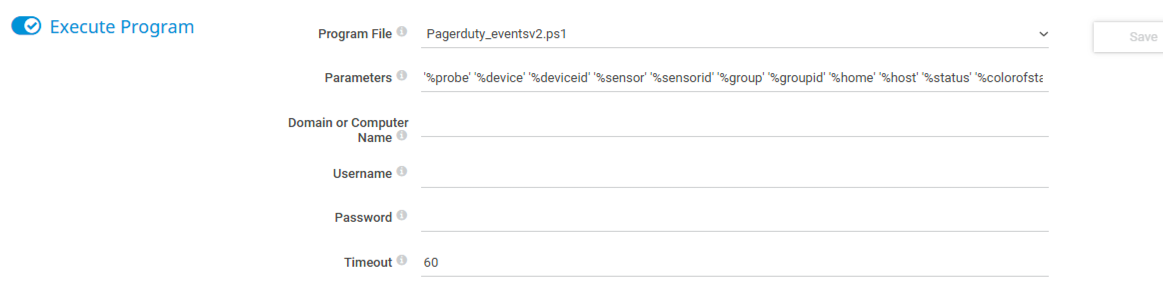 Execute Program
Program File
Pagerduty_eventsv2.ps1
Save
Parameters
'%probe' '%device' '%deviceid' '%sensor' '%sensorid' '%group' '%groupid' '%home' '%host' '%status' '%colorofsta
Domain or Computer
Name
Username
Password
Timeout
60